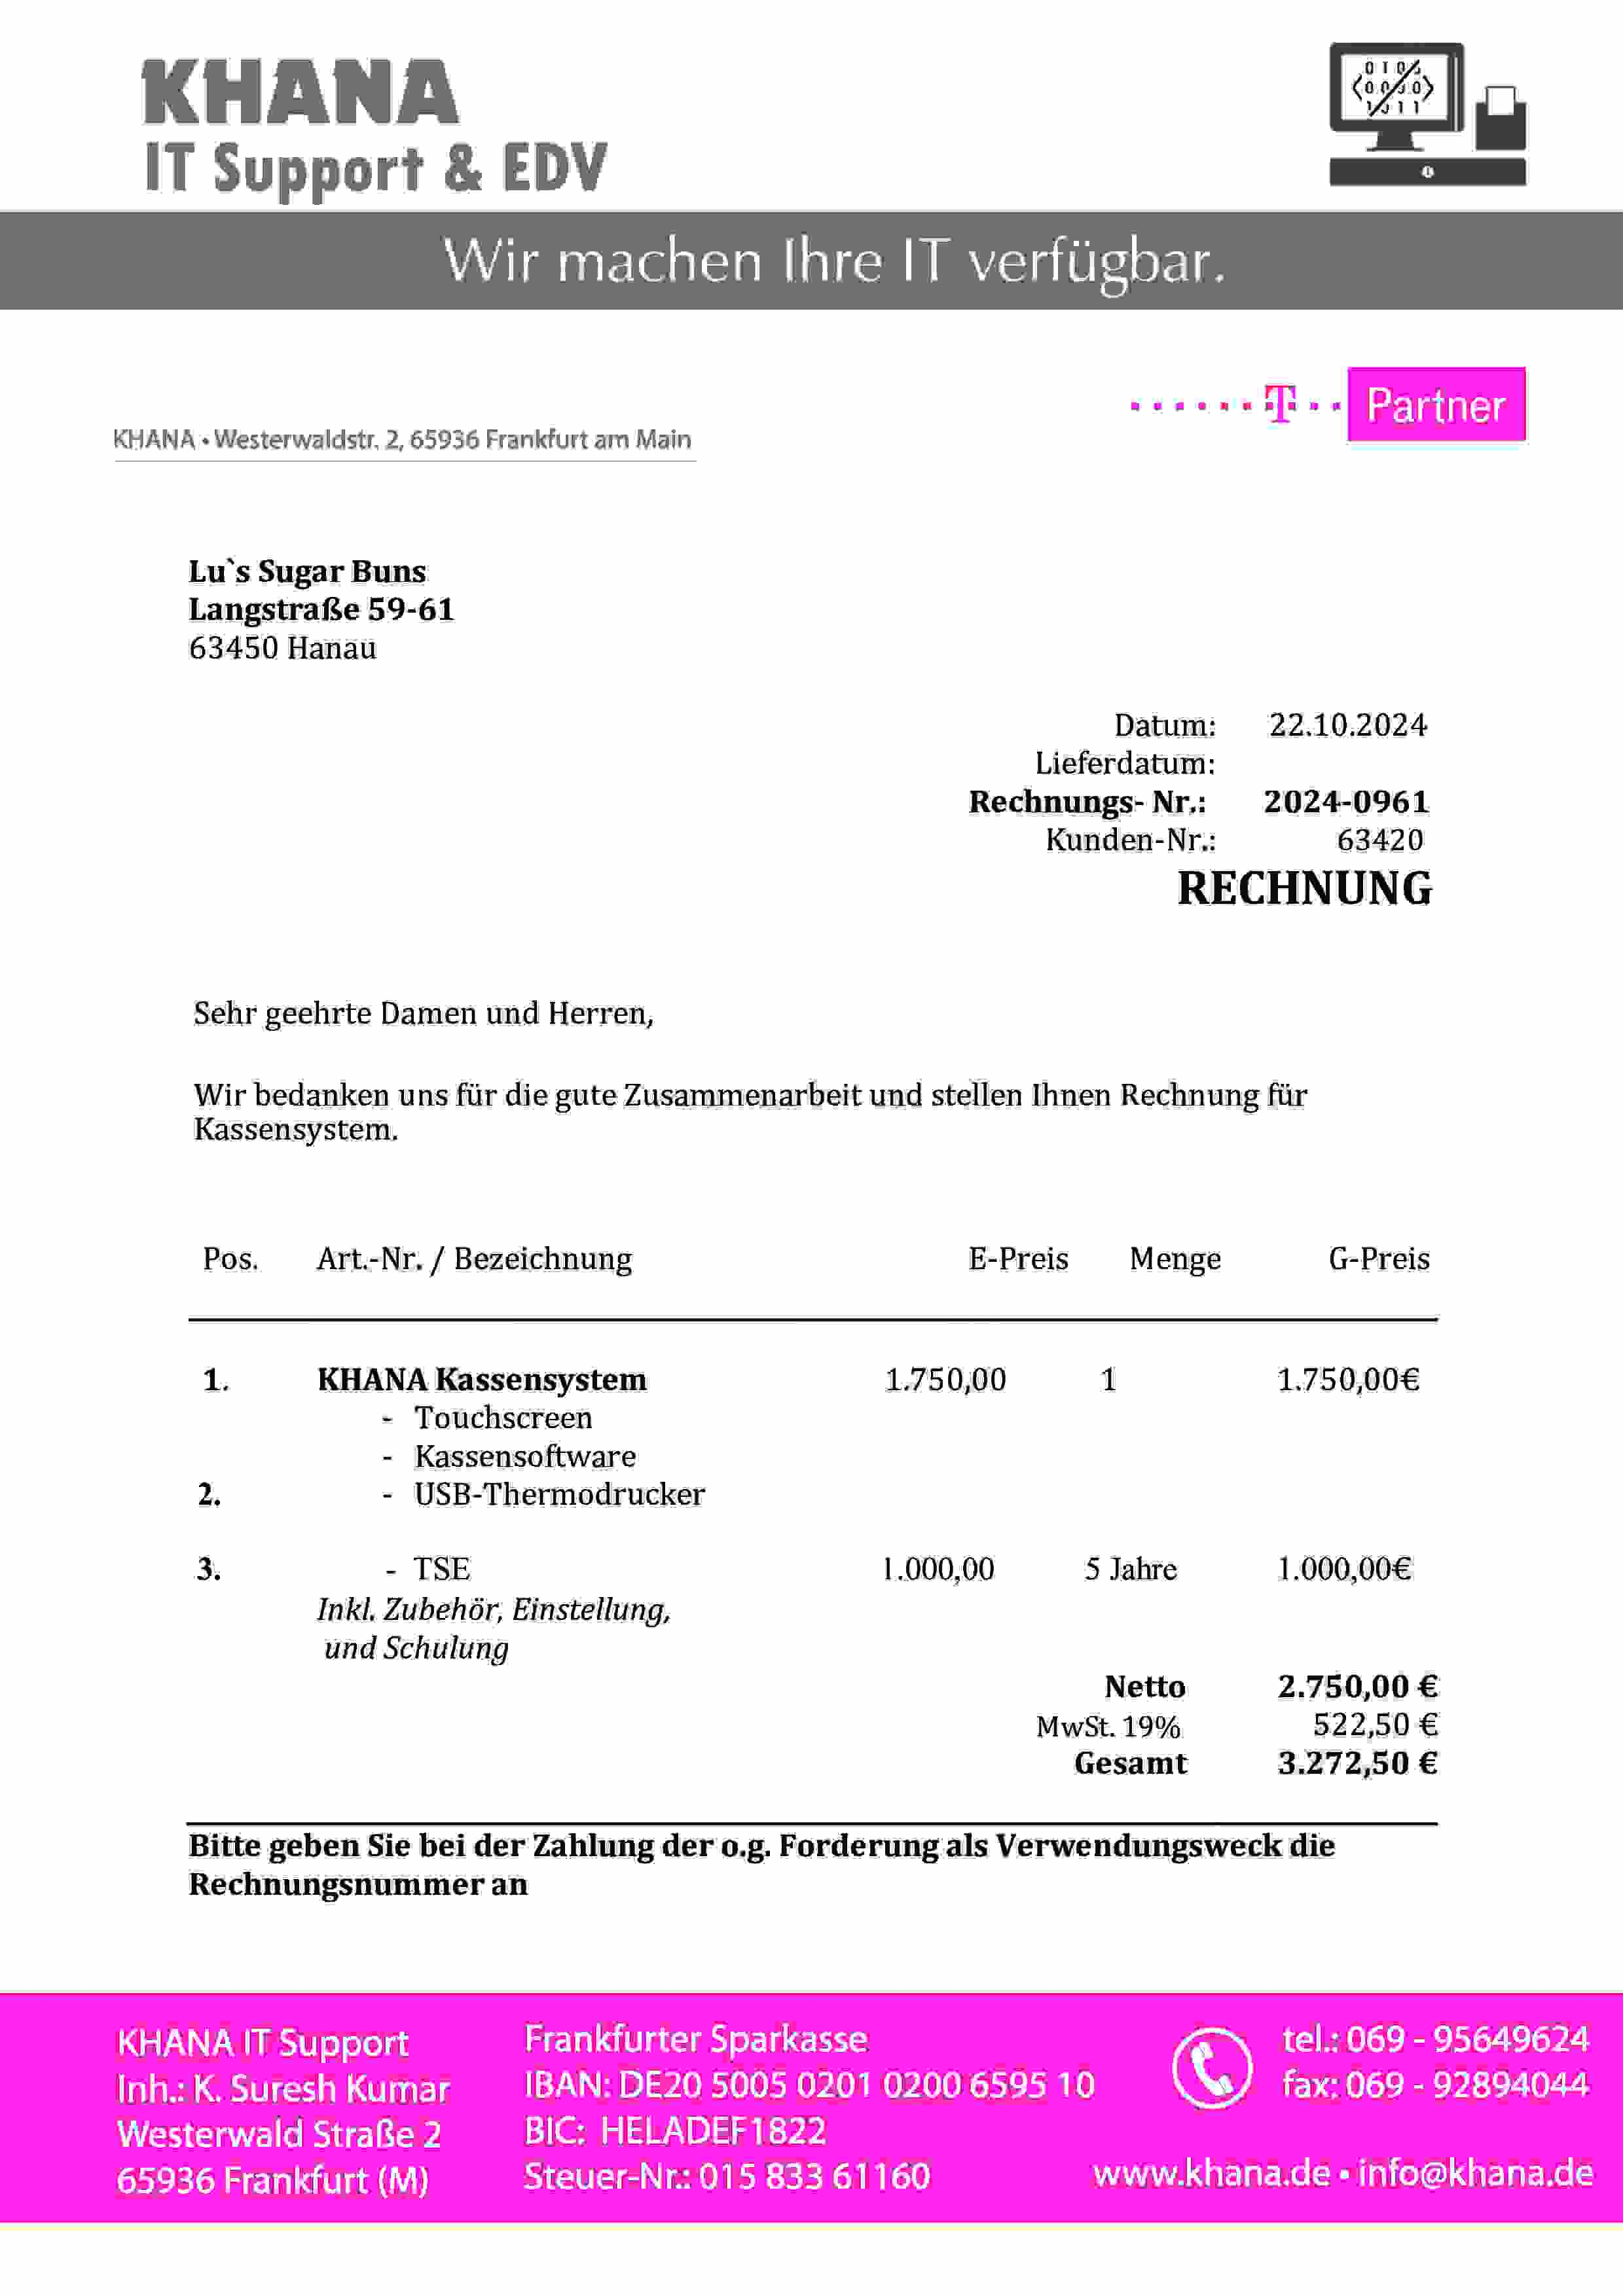 KHANA
IT Support & EDV
Wir machen Ihre IT verfügbar.
T Partner
KHANA • Westerwaldstr. 2, 65936 Frankfurt am Main
Lu`s Sugar Buns
Langstraße 59-61
63450 Hanau
Datum: 22.10.2024
Lieferdatum:
Rechnungs- Nr.: 2024-0961
Kunden-Nr.: 63420
RECHNUNG
Sehr geehrte Damen und Herren,
Wir bedanken uns für die gute Zusammenarbeit und stellen Ihnen Rechnung für
Kassensystem.
Pos. Art.-Nr. / Bezeichnung E-Preis Menge G-Preis
1. KHANA Kassensystem 1.750,00 1 1.750,00€
- Touchscreen
- Kassensoftware
2. - USB-Thermodrucker
3. - TSE 1.000,00 5 Jahre 1.000,00€
Inkl. Zubehör, Einstellung,
und Schulung
Netto 2.750,00 €
MwSt. 19% 522,50 €
Gesamt 3.272,50 €
Bitte geben Sie bei der Zahlung der o.g. Forderung als Verwendungsweck die
Rechnungsnummer an
KHANA IT Support
Inh.: K. Suresh Kumar
Westerwald Straße 2
65936 Frankfurt (M)
Frankfurter Sparkasse
IBAN: DE20 5005 0201 0200 6595 10
BIC: HELADEF1822
Steuer-Nr.: 015 833 61160
tel.: 069 - 95649624
fax: 069 - 92894044
www.khana.de • info@khana.de